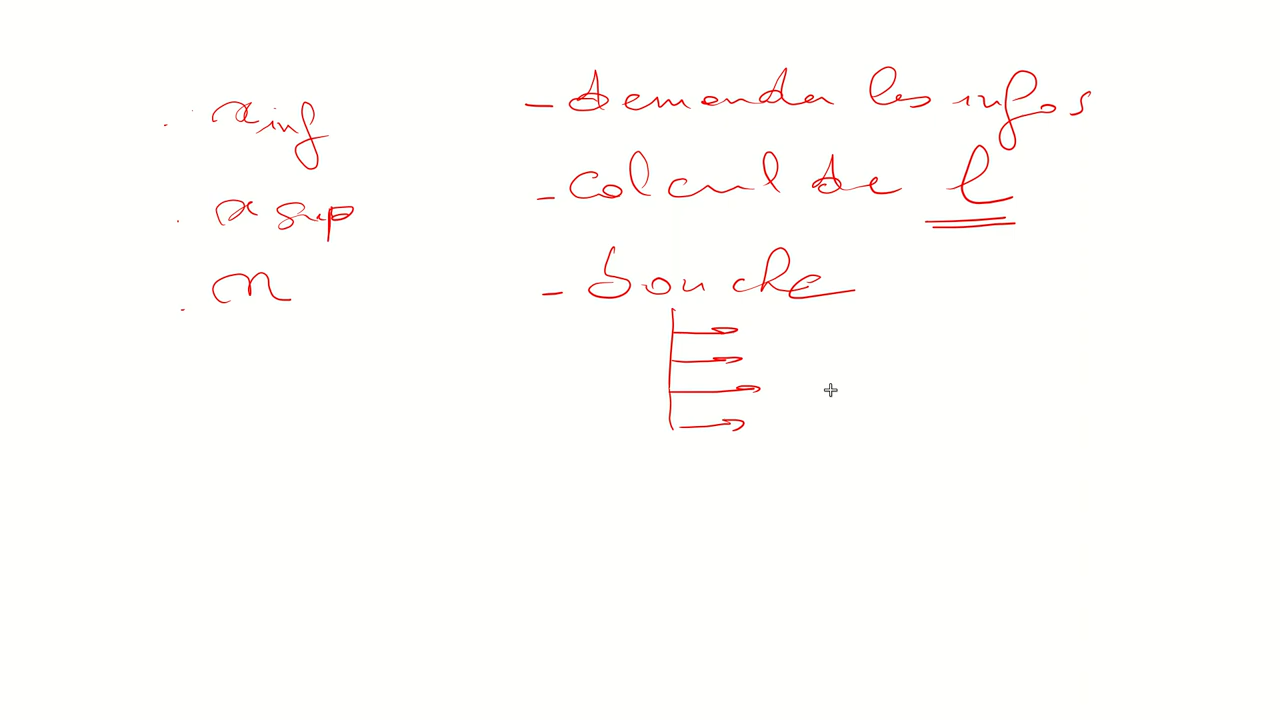 . x inf
. x sup
. n
- demander les infos
- calcul de l
- boucle